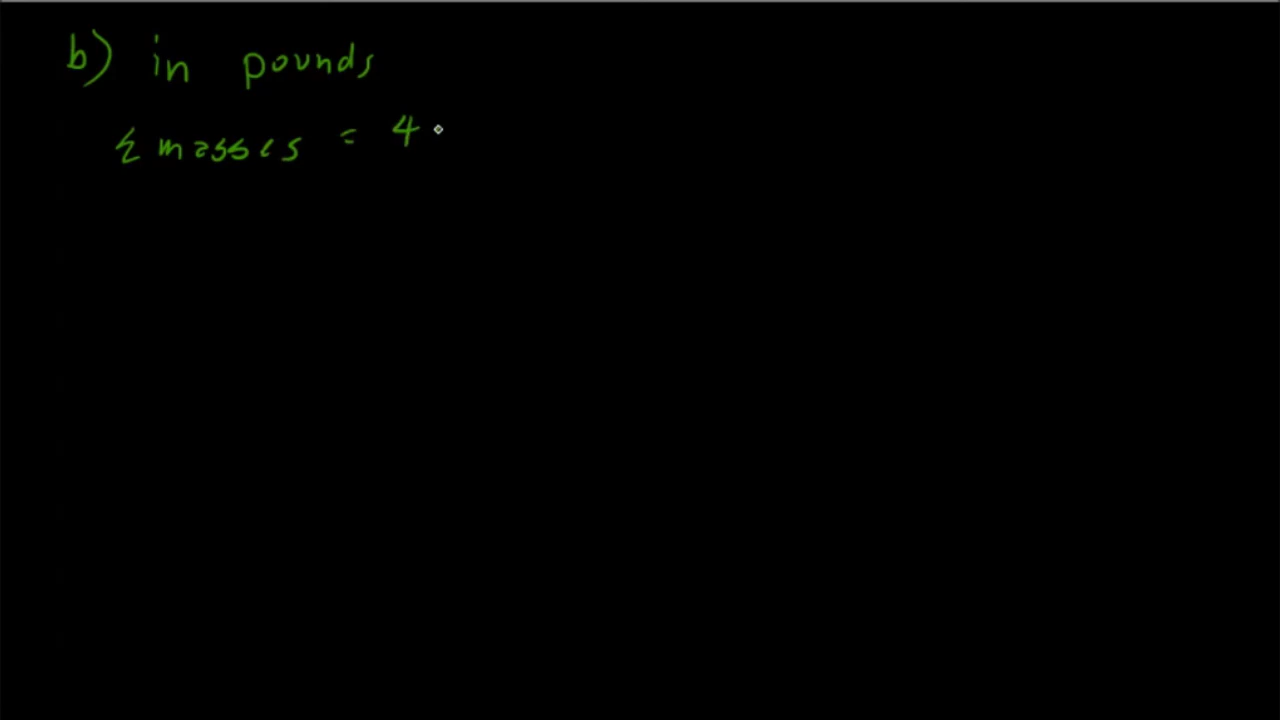 b) in pounds
Σ masses = 4